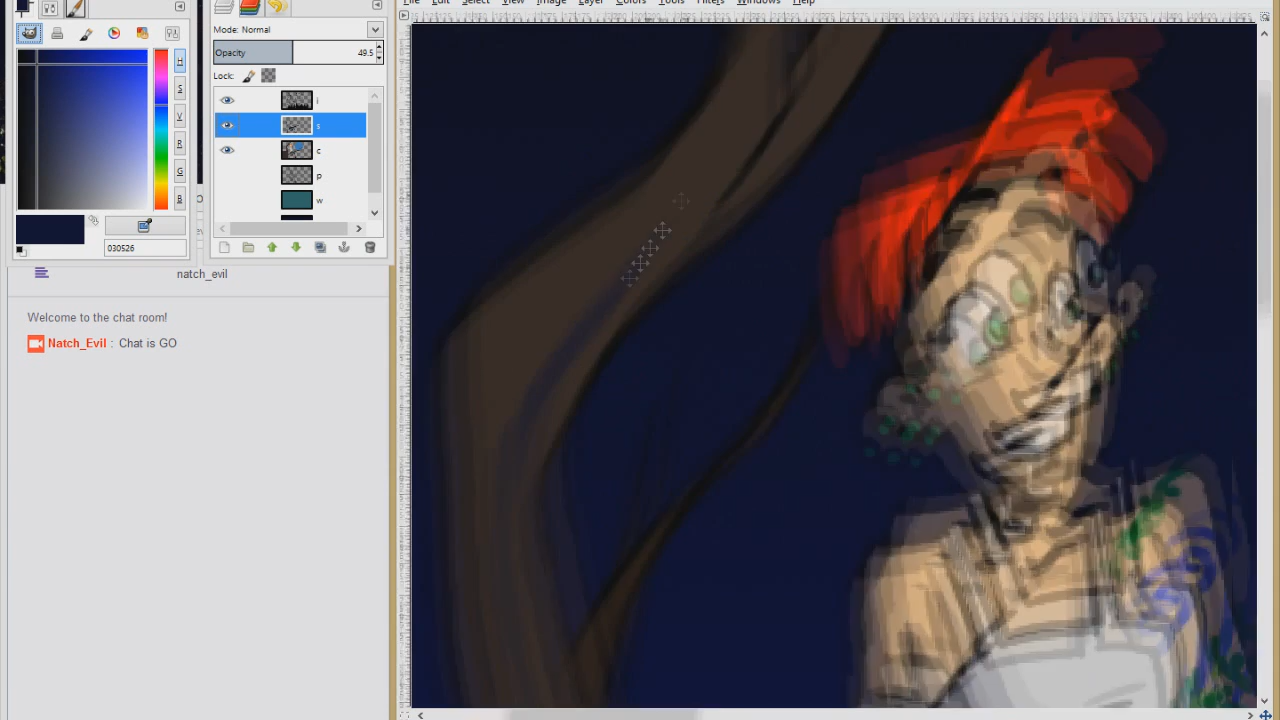 File Edit Select View Image Layer Colors Tools Filters Windows Help
Mode: Normal
Opacity 49.5
Lock:
i
s
c
p
w
H
S
V
R
G
B
030526
natch_evil
Welcome to the chat room!
Natch_Evil : Chat is GO